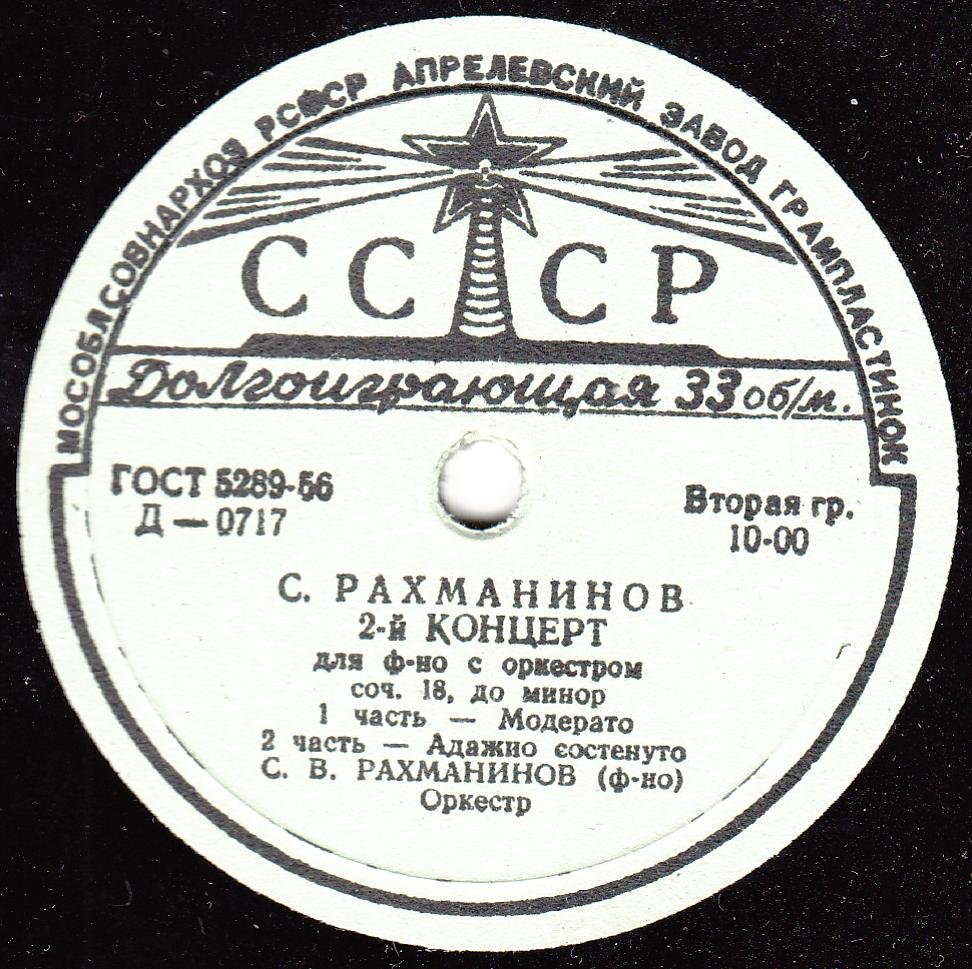 МОСОБЛСОВНАРХОЗ РСФСР АПРЕЛЕВСКИЙ ЗАВОД ГРАМПЛАСТИНОК
СССР
Долгоиграющая 33 об/м.
ГОСТ 5289-56
Д — 0717
Вторая гр.
10-00
С. РАХМАНИНОВ
2-й КОНЦЕРТ
для ф-но с оркестром
соч. 18, до минор
1 часть — Модерато
2 часть — Адажио состенуто
С. В. РАХМАНИНОВ (ф-но)
Оркестр